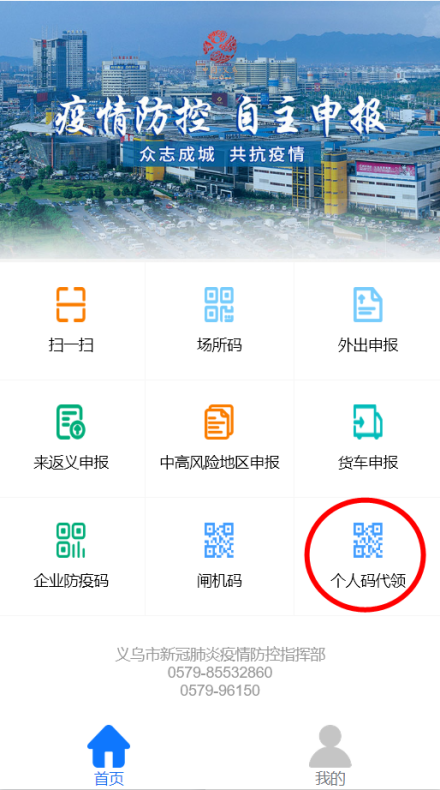 疫情防控 自主申报
众志成城 共抗疫情
扫一扫
场所码
外出申报
来返义申报
中高风险地区申报
货车申报
企业防疫码
闸机码
个人码代领
义乌市新冠肺炎疫情防控指挥部
0579-85532860
0579-96150
首页
我的